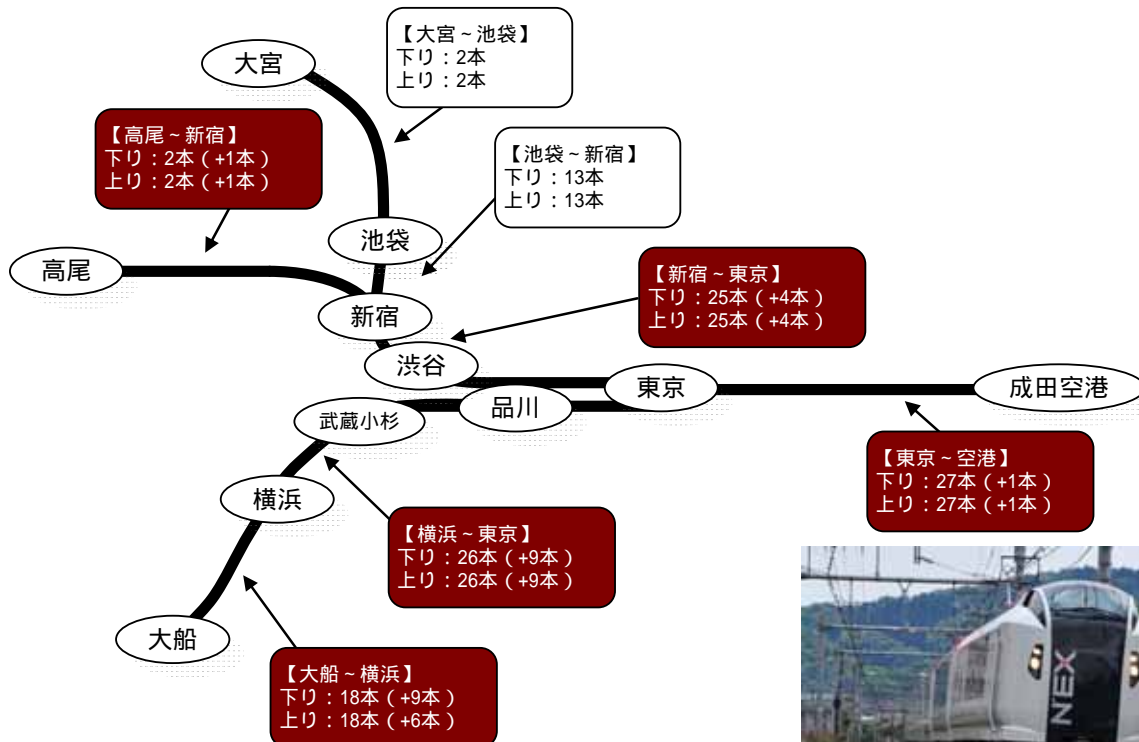 【大宮~池袋】
下り:2本
上り:2本
大宮
【高尾~新宿】
下り:2本(+1本)
上り:2本(+1本)
【池袋~新宿】
下り:13本
上り:13本
池袋
高尾
【新宿~東京】
下り:25本(+4本)
上り:25本(+4本)
新宿
渋谷
東京
成田空港
品川
武蔵小杉
【東京~空港】
下り:27本(+1本)
上り:27本(+1本)
横浜
【横浜~東京】
下り:26本(+9本)
上り:26本(+9本)
大船
【大船~横浜】
下り:18本(+9本)
上り:18本(+6本)
NEX